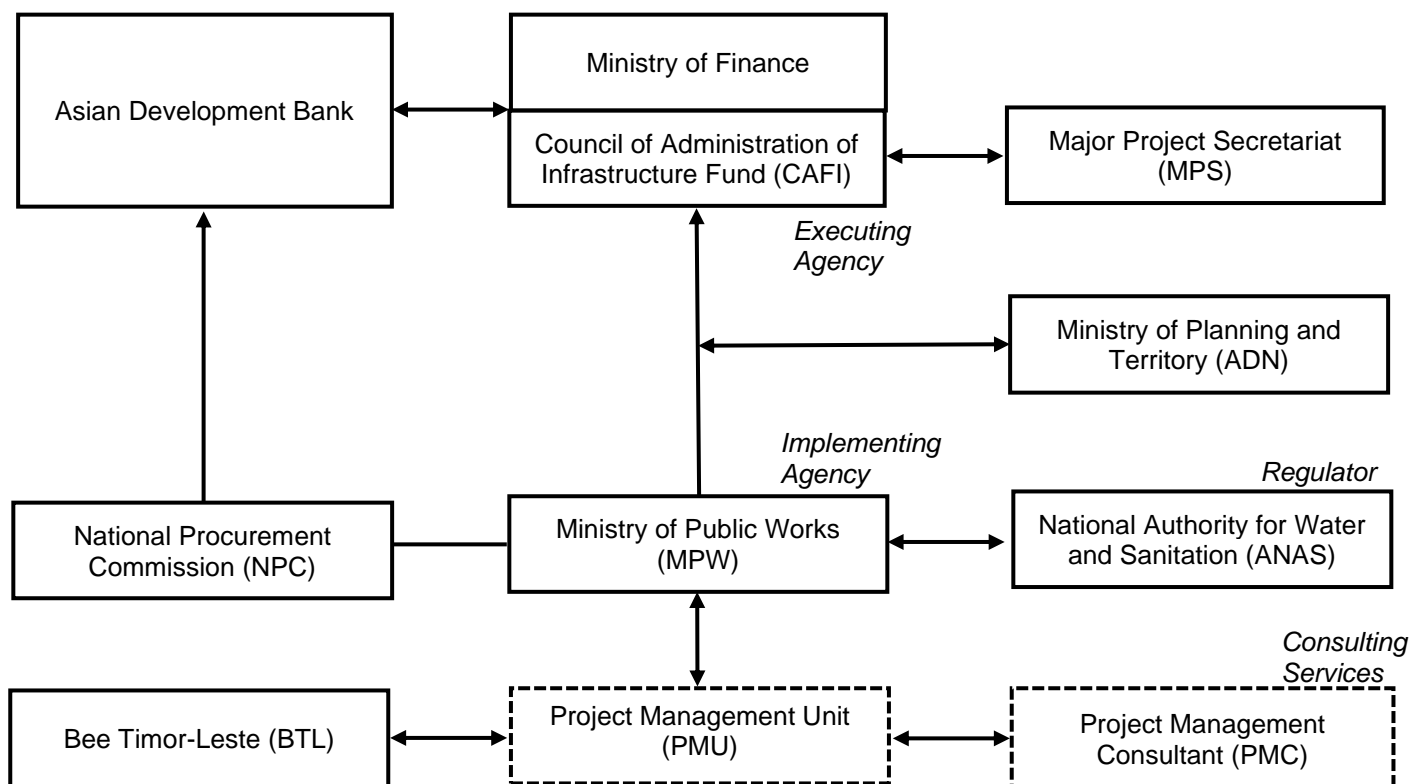 Ministry of Finance
Asian Development Bank
Council of Administration of
Infrastructure Fund (CAFI)
Major Project Secretariat
(MPS)
Executing
Agency
Ministry of Planning and
Territory (ADN)
Implementing
Agency
Regulator
National Procurement
Commission (NPC)
Ministry of Public Works
(MPW)
National Authority for Water
and Sanitation (ANAS)
Consulting
Services
Bee Timor-Leste (BTL)
Project Management Unit
(PMU)
Project Management
Consultant (PMC)